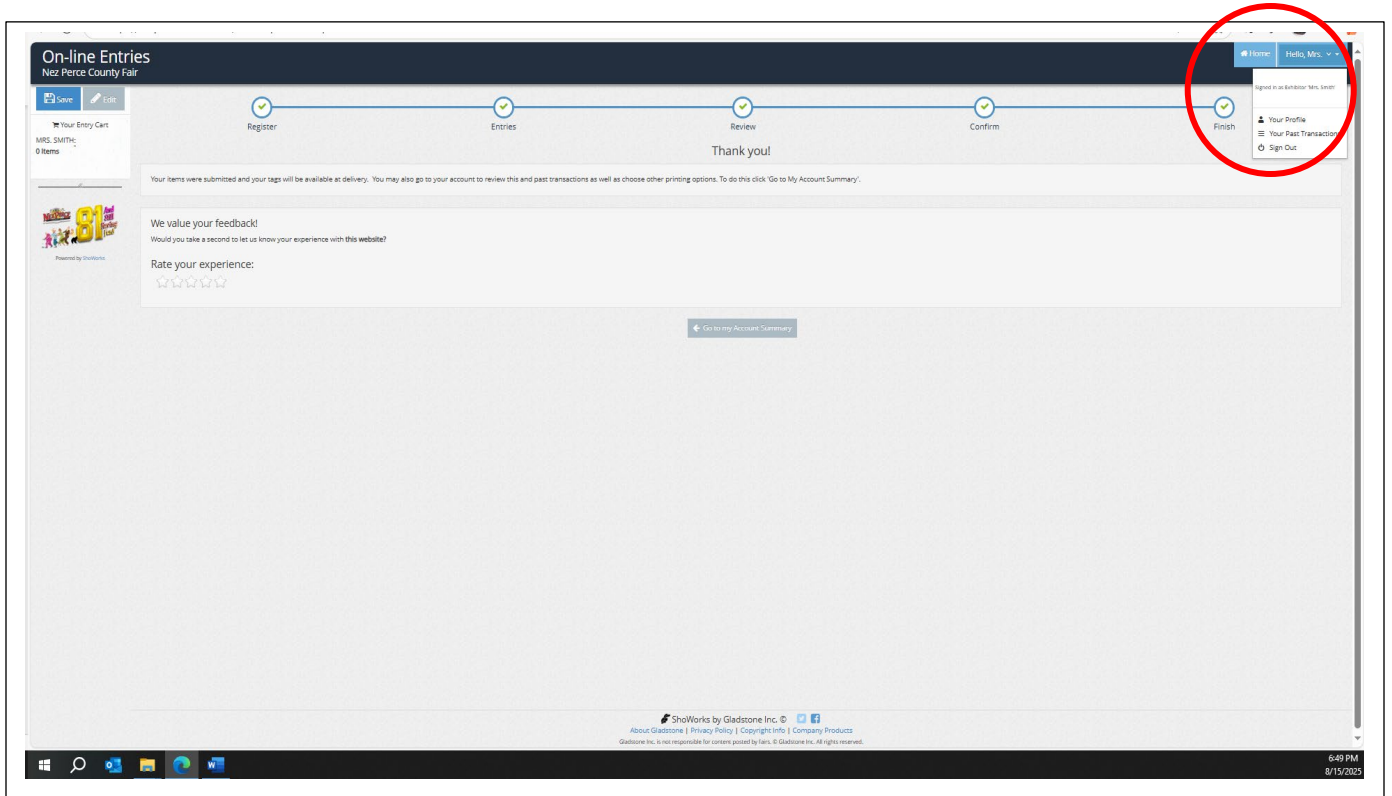 On-line Entries
Nez Perce County Fair
Home
Hello, Mrs.
Signed in as Exhibitor 'Mrs. Smith'
Your Profile
Your Past Transactions
Sign Out
Save
Edit
Your Entry Cart
MRS. SMITH:
0 Items
Register
Entries
Review
Confirm
Finish
Thank you!
Your items were submitted and your tags will be available at delivery. You may also go to your account to review this and past transactions as well as choose other printing options. To do this click 'Go to My Account Summary'.
81
And
Still
Powered by ShoWorks
We value your feedback!
Would you take a second to let us know your experience with this website?
Rate your experience:
Go to my Account Summary
ShoWorks by Gladstone Inc. ©
About Gladstone | Privacy Policy | Copyright Info | Company Products
Gladstone Inc. is not responsible for content posted by fairs. © Gladstone Inc. All rights reserved.
6:49 PM
8/15/2025